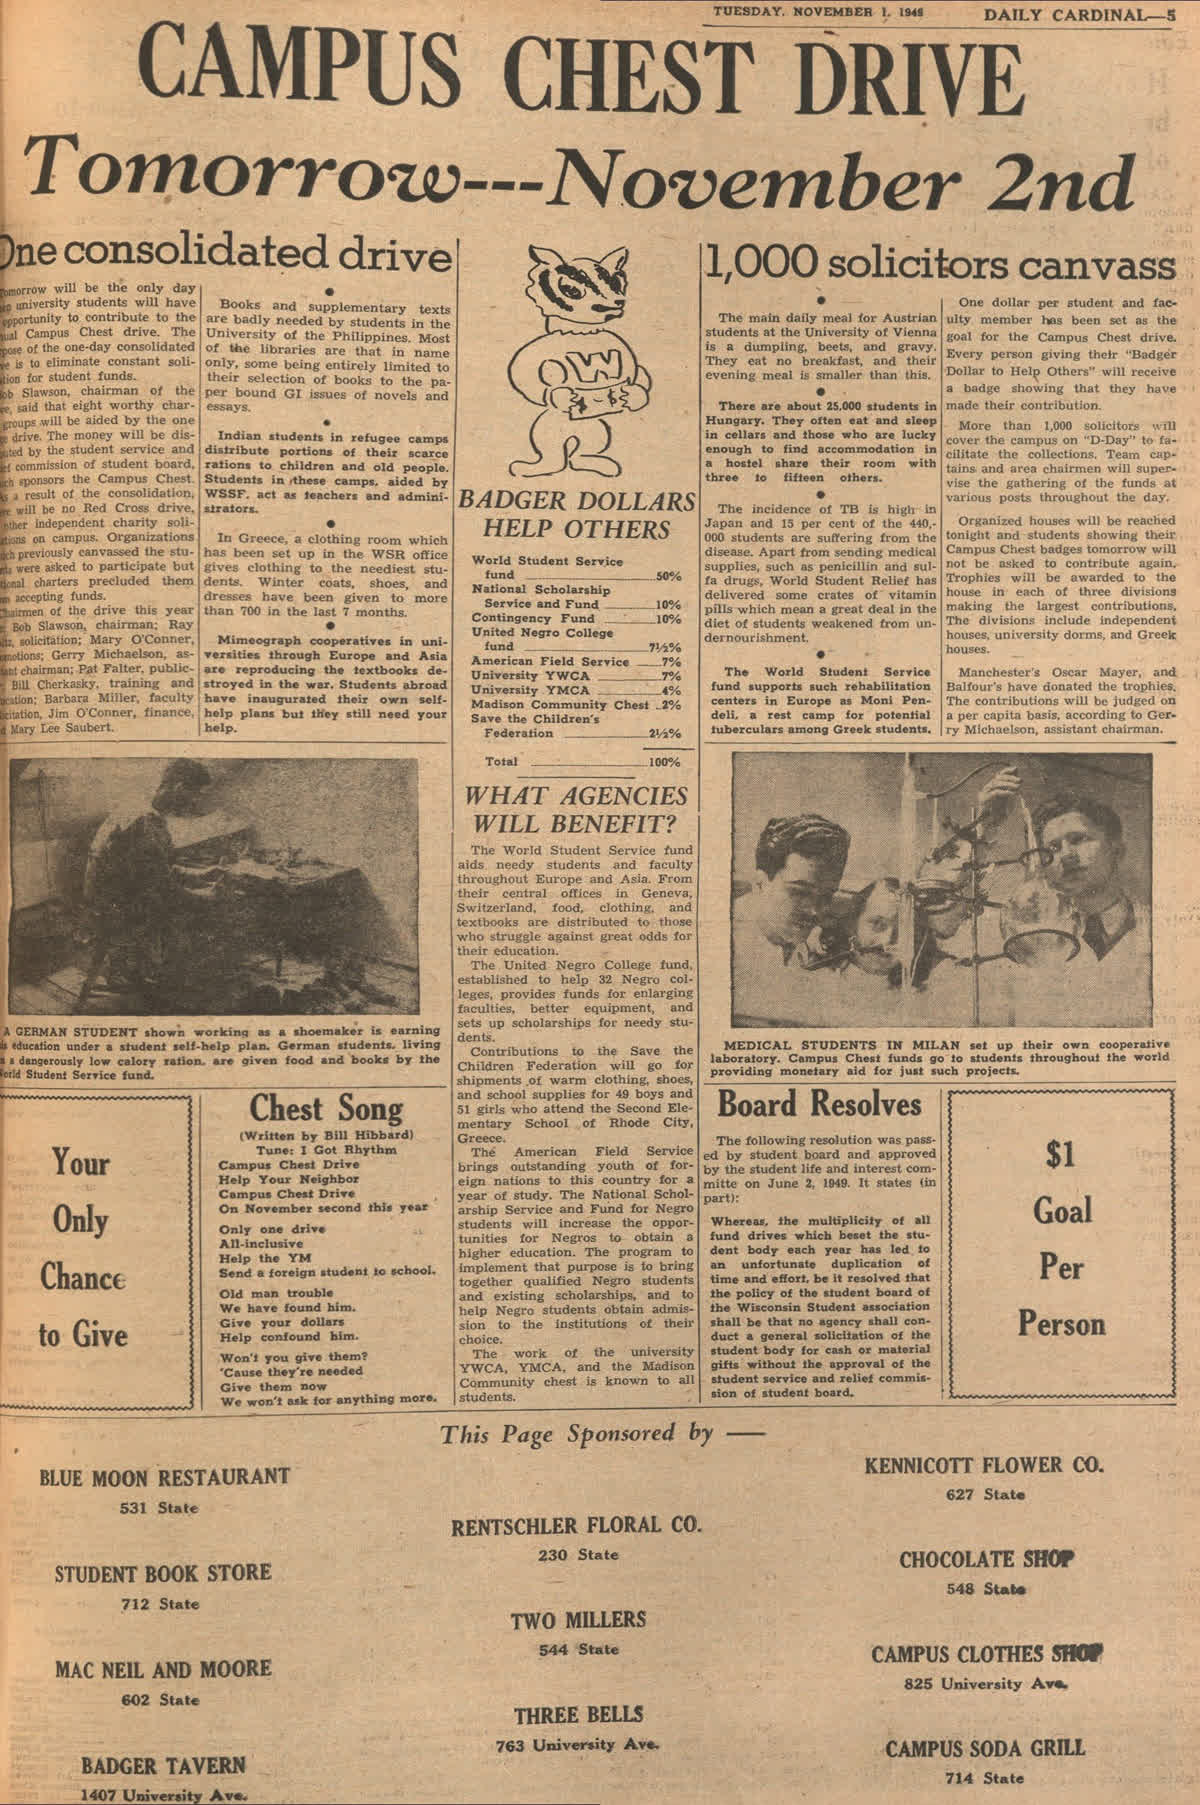 TUESDAY, NOVEMBER 1, 1949 DAILY CARDINAL—5
CAMPUS CHEST DRIVE
Tomorrow---November 2nd
One consolidated drive
Tomorrow will be the only day
university students will have
opportunity to contribute to the
Campus Chest drive. The
of the one-day consolidated
is to eliminate constant soli-
for student funds.
Bob Slawson, chairman of the
said that eight worthy char-
groups will be aided by the one
drive. The money will be dis-
by the student service and
commission of student board,
sponsors the Campus Chest.
As a result of the consolidation,
will be no Red Cross drive,
other independent charity soli-
on campus. Organizations
previously canvassed the stu-
were asked to participate but
charters precluded them
accepting funds.
Chairmen of the drive this year
Bob Slawson, chairman; Ray
solicitation; Mary O'Conner,
Gerry Michaelson, as-
chairman; Pat Falter, public-
Bill Cherkasky, training and
Barbara Miller, faculty
Jim O'Conner, finance,
Mary Lee Saubert.
Books and supplementary texts
are badly needed by students in the
University of the Philippines. Most
of the libraries are that in name
only, some being entirely limited to
their selection of books to the pa-
per bound GI issues of novels and
essays.
Indian students in refugee camps
distribute portions of their scarce
rations to children and old people.
Students in these camps, aided by
WSSF, act as teachers and admini-
strators.
In Greece, a clothing room which
has been set up in the WSR office
gives clothing to the neediest stu-
dents. Winter coats, shoes, and
dresses have been given to more
than 700 in the last 7 months.
Mimeograph cooperatives in uni-
versities through Europe and Asia
are reproducing the textbooks de-
stroyed in the war. Students abroad
have inaugurated their own self-
help plans but they still need your
help.
W
BADGER DOLLARS
HELP OTHERS
World Student Service
fund 50%
National Scholarship
Service and Fund 10%
Contingency Fund 10%
United Negro College
fund 7½%
American Field Service 7%
University YWCA 7%
University YMCA 4%
Madison Community Chest 2%
Save the Children's
Federation 2½%
Total 100%
WHAT AGENCIES
WILL BENEFIT?
The World Student Service fund
aids needy students and faculty
throughout Europe and Asia. From
their central offices in Geneva,
Switzerland, food, clothing, and
textbooks are distributed to those
who struggle against great odds for
their education.
The United Negro College fund,
established to help 32 Negro col-
leges, provides funds for enlarging
faculties, better equipment, and
sets up scholarships for needy stu-
dents.
Contributions to the Save the
Children Federation will go for
shipments of warm clothing, shoes,
and school supplies for 49 boys and
51 girls who attend the Second Ele-
mentary School of Rhode City,
Greece.
The American Field Service
brings outstanding youth of for-
eign nations to this country for a
year of study. The National Schol-
arship Service and Fund for Negro
students will increase the oppor-
tunities for Negros to obtain a
higher education. The program to
implement that purpose is to bring
together qualified Negro students
and existing scholarships, and to
help Negro students obtain admis-
sion to the institutions of their
choice.
The work of the university
YWCA, YMCA, and the Madison
Community chest is known to all
students.
1,000 solicitors canvass
The main daily meal for Austrian
students at the University of Vienna
is a dumpling, beets, and gravy.
They eat no breakfast, and their
evening meal is smaller than this.
There are about 25,000 students in
Hungary. They often eat and sleep
in cellars and those who are lucky
enough to find accommodation in
a hostel share their room with
three to fifteen others.
The incidence of TB is high in
Japan and 15 per cent of the 440,-
000 students are suffering from the
disease. Apart from sending medical
supplies, such as penicillin and sul-
fa drugs, World Student Relief has
delivered some crates of vitamin
pills which mean a great deal in the
diet of students weakened from un-
dernourishment.
The World Student Service
fund supports such rehabilitation
centers in Europe as Moni Pen-
deli, a rest camp for potential
tuberculars among Greek students.
One dollar per student and fac-
ulty member has been set as the
goal for the Campus Chest drive.
Every person giving their "Badger
Dollar to Help Others" will receive
a badge showing that they have
made their contribution.
More than 1,000 solicitors will
cover the campus on "D-Day" to fa-
cilitate the collections. Team cap-
tains and area chairmen will super-
vise the gathering of the funds at
various posts throughout the day.
Organized houses will be reached
tonight and students showing their
Campus Chest badges tomorrow will
not be asked to contribute again.
Trophies will be awarded to the
house in each of three divisions
making the largest contributions.
The divisions include independent
houses, university dorms, and Greek
houses.
Manchester's Oscar Mayer, and
Balfour's have donated the trophies.
The contributions will be judged on
a per capita basis, according to Ger-
ry Michaelson, assistant chairman.
A GERMAN STUDENT shown working as a shoemaker is earning
his education under a student self-help plan. German students, living
on a dangerously low calory ration, are given food and books by the
World Student Service fund.
MEDICAL STUDENTS IN MILAN set up their own cooperative
laboratory. Campus Chest funds go to students throughout the world
providing monetary aid for just such projects.
Your
Only
Chance
to Give
Chest Song
(Written by Bill Hibbard)
Tune: I Got Rhythm
Campus Chest Drive
Help Your Neighbor
Campus Chest Drive
On November second this year
Only one drive
All-inclusive
Help the YM
Send a foreign student to school.
Old man trouble
We have found him.
Give your dollars
Help confound him.
Won't you give them?
'Cause they're needed
Give them now
We won't ask for anything more.
Board Resolves
The following resolution was pass-
ed by student board and approved
by the student life and interest com-
mitte on June 2, 1949. It states (in
part):
Whereas, the multiplicity of all
fund drives which beset the stu-
dent body each year has led to
an unfortunate duplication of
time and effort, be it resolved that
the policy of the student board of
the Wisconsin Student association
shall be that no agency shall con-
duct a general solicitation of the
student body for cash or material
gifts without the approval of the
student service and relief commis-
sion of student board.
$1
Goal
Per
Person
This Page Sponsored by —
BLUE MOON RESTAURANT
531 State
STUDENT BOOK STORE
712 State
MAC NEIL AND MOORE
602 State
BADGER TAVERN
1407 University Ave.
RENTSCHLER FLORAL CO.
230 State
TWO MILLERS
544 State
THREE BELLS
763 University Ave.
KENNICOTT FLOWER CO.
627 State
CHOCOLATE SHOP
548 State
CAMPUS CLOTHES SHOP
825 University Ave.
CAMPUS SODA GRILL
714 State